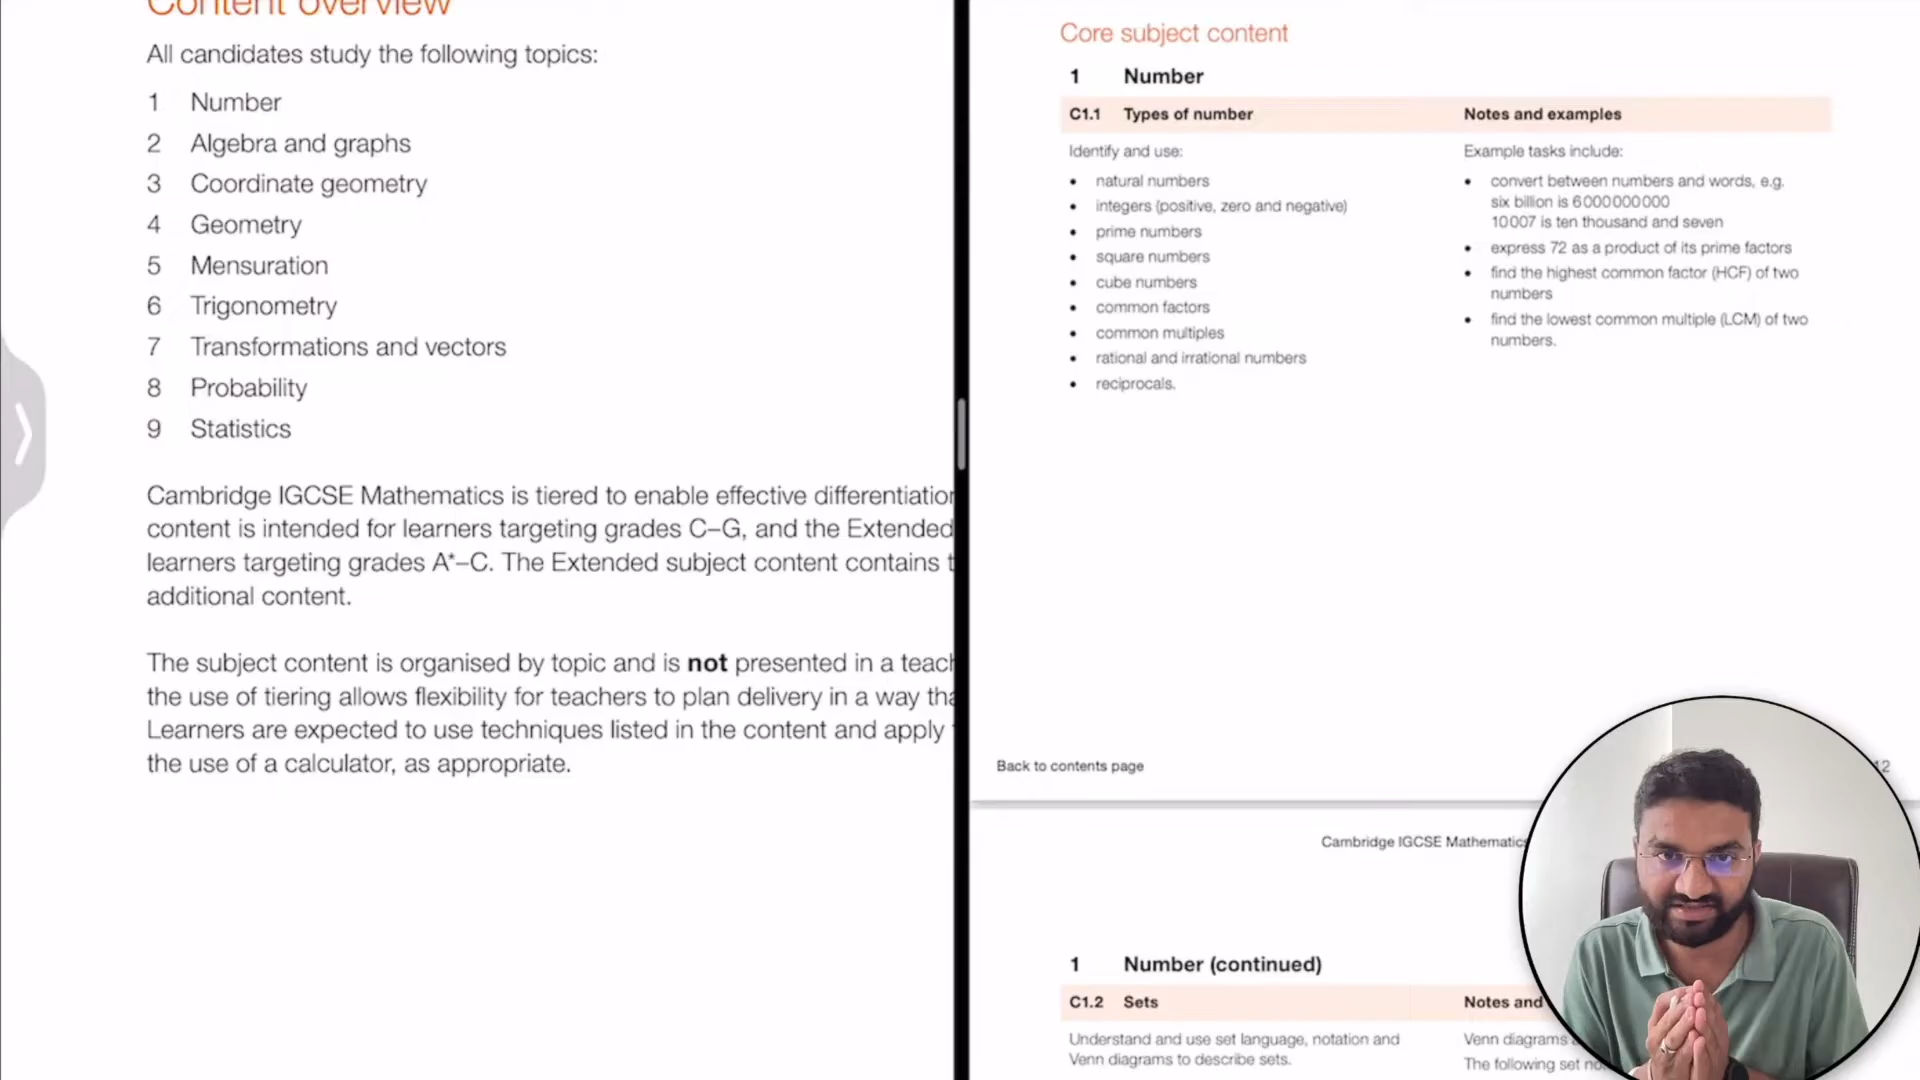 Content overview
All candidates study the following topics:
1 Number
2 Algebra and graphs
3 Coordinate geometry
4 Geometry
5 Mensuration
6 Trigonometry
7 Transformations and vectors
8 Probability
9 Statistics
Cambridge IGCSE Mathematics is tiered to enable effective differentiation
content is intended for learners targeting grades C–G, and the Extended
learners targeting grades A*–C. The Extended subject content contains
additional content.
The subject content is organised by topic and is not presented in a
the use of tiering allows flexibility for teachers to plan delivery in a way
Learners are expected to use techniques listed in the content and apply
the use of a calculator, as appropriate.
Core subject content
1 Number
C1.1 Types of number Notes and examples
Identify and use:
• natural numbers
• integers (positive, zero and negative)
• prime numbers
• square numbers
• cube numbers
• common factors
• common multiples
• rational and irrational numbers
• reciprocals.
Example tasks include:
• convert between numbers and words, e.g.
six billion is 6 000 000 000
10 007 is ten thousand and seven
• express 72 as a product of its prime factors
• find the highest common factor (HCF) of two
numbers
• find the lowest common multiple (LCM) of two
numbers.
Back to contents page
12
Cambridge IGCSE Mathematics
1 Number (continued)
C1.2 Sets Notes and
Understand and use set language, notation and
Venn diagrams to describe sets.
Venn diagrams
The following set